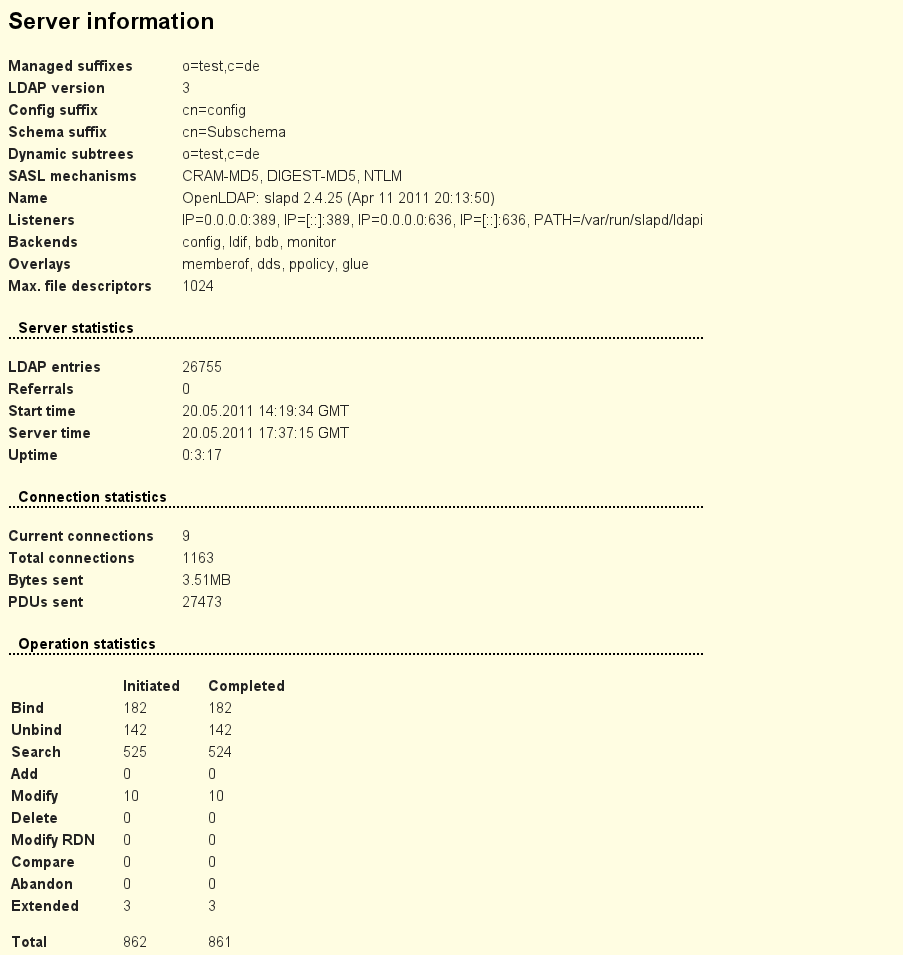 Server information
Managed suffixes o=test,c=de
LDAP version 3
Config suffix cn=config
Schema suffix cn=Subschema
Dynamic subtrees o=test,c=de
SASL mechanisms CRAM-MD5, DIGEST-MD5, NTLM
Name OpenLDAP: slapd 2.4.25 (Apr 11 2011 20:13:50)
Listeners IP=0.0.0.0:389, IP=[::]:389, IP=0.0.0.0:636, IP=[::]:636, PATH=/var/run/slapd/ldapi
Backends config, ldif, bdb, monitor
Overlays memberof, dds, ppolicy, glue
Max. file descriptors 1024
Server statistics
LDAP entries 26755
Referrals 0
Start time 20.05.2011 14:19:34 GMT
Server time 20.05.2011 17:37:15 GMT
Uptime 0:3:17
Connection statistics
Current connections 9
Total connections 1163
Bytes sent 3.51MB
PDUs sent 27473
Operation statistics
Initiated Completed
Bind 182 182
Unbind 142 142
Search 525 524
Add 0 0
Modify 10 10
Delete 0 0
Modify RDN 0 0
Compare 0 0
Abandon 0 0
Extended 3 3
Total 862 861